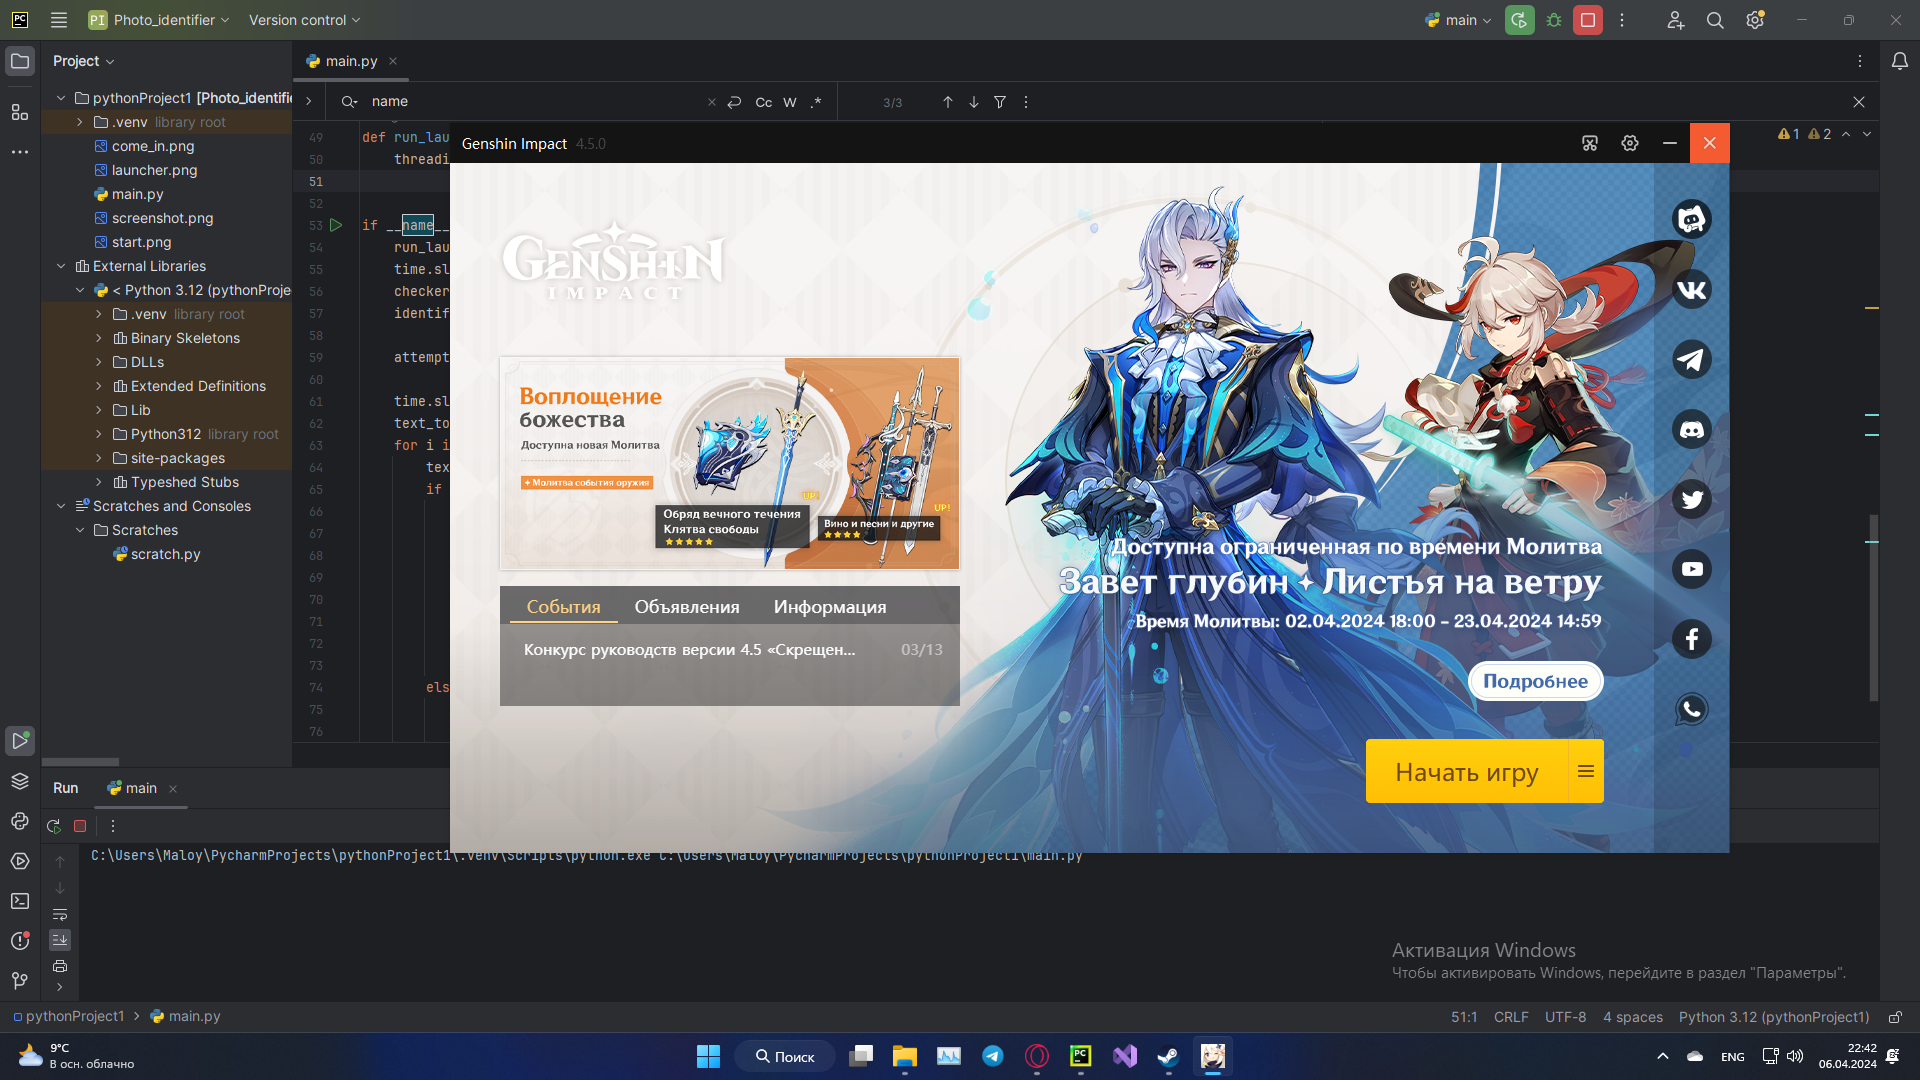 PC
PI Photo_identifier
Version control
main
Project
main.py
name
Cc
W
.*
3/3
1
2
pythonProject1 [Photo_identifie
.venv library root
come_in.png
launcher.png
main.py
screenshot.png
start.png
External Libraries
< Python 3.12 (pythonProje
.venv library root
Binary Skeletons
DLLs
Extended Definitions
Lib
Python312 library root
site-packages
Typeshed Stubs
Scratches and Consoles
Scratches
scratch.py
49 def run_lau
50 threadi
51
52
53 if __name__
54 run_lau
55 time.sl
56 checker
57 identif
58
59 attempt
60
61 time.sl
62 text_to
63 for i i
64 tex
65 if
66
67
68
69
70
71
72
73
74 els
75
76
Genshin Impact 4.5.0
GENSHIN
IMPACT
Воплощение
божества
Доступна новая Молитва
+ Молитва события оружия
UP!
Обряд вечного течения
Клятва свободы
UP!
Вино и песни и другие
События
Объявления
Информация
Конкурс руководств версии 4.5 «Скрещен...
03/13
Доступна ограниченная по времени Молитва
Завет глубин ✦ Листья на ветру
Время Молитвы: 02.04.2024 18:00 – 23.04.2024 14:59
Подробнее
Начать игру
Run
main
C:\Users\Maloy\PycharmProjects\pythonProject1\.venv\Scripts\python.exe C:\Users\Maloy\PycharmProjects\pythonProject1\main.py
Активация Windows
Чтобы активировать Windows, перейдите в раздел "Параметры".
pythonProject1
main.py
51:1
CRLF
UTF-8
4 spaces
Python 3.12 (pythonProject1)
9°C
В осн. облачно
Поиск
PC
ENG
22:42
06.04.2024